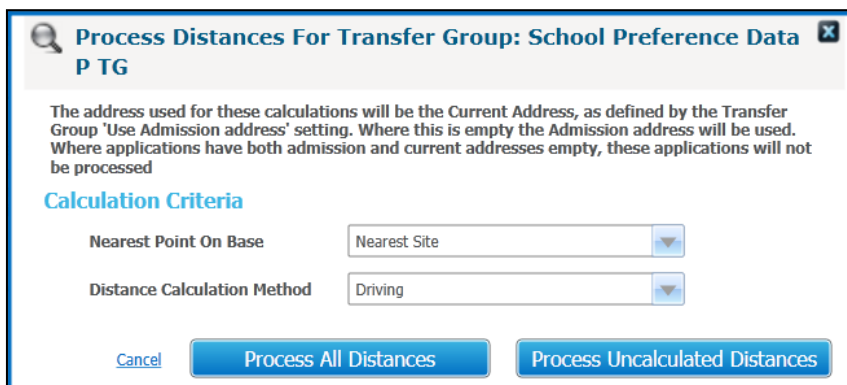 Process Distances For Transfer Group: School Preference Data
P TG
The address used for these calculations will be the Current Address, as defined by the Transfer
Group 'Use Admission address' setting. Where this is empty the Admission address will be used.
Where applications have both admission and current addresses empty, these applications will not
be processed
Calculation Criteria
Nearest Point On Base Nearest Site
Distance Calculation Method Driving
Cancel Process All Distances Process Uncalculated Distances